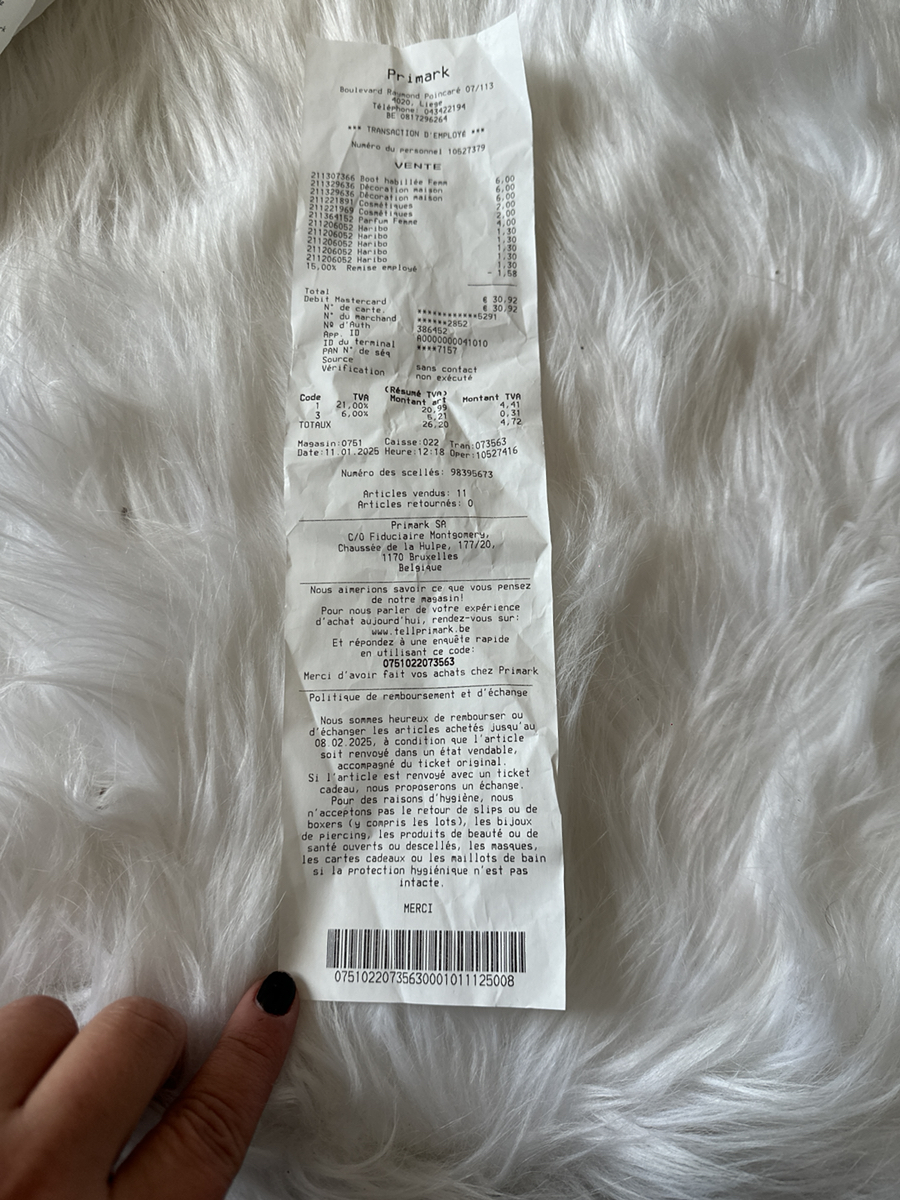 Primark
Boulevard Raymond Poincaré 07/113
4020, Liege
Téléphone: 043422194
BE 0817296264
*** TRANSACTION D'EMPLOYÉ ***
Numéro du personnel 10527379
VENTE
211307366 Boot habillée Femm 6,00
211329636 Décoration maison 6,00
211329636 Décoration maison 6,00
211221891 Cosmétiques 2,00
211221969 Cosmétiques 2,00
211364152 Parfum Femme 4,00
211206052 Haribo 1,30
211206052 Haribo 1,30
211206052 Haribo 1,30
211206052 Haribo 1,30
211206052 Haribo 1,30
15,00% Remise employé - 1,58
Total € 30,92
Debit Mastercard € 30,92
N° de carte. ************5291
N° du marchand ******2852
Nº d'Auth 386452
App. ID A0000000041010
ID du terminal ****7157
PAN N° de séq
Source sans contact
Vérification non exécuté
(Résumé TVA)
Code TVA Montant art Montant TVA
1 21,00% 20,99 4,41
3 6,00% 5,21 0,31
TOTAUX 26,20 4,72
Magasin:0751 Caisse:022 Tran:073563
Date:11.01.2025 Heure:12:18 Oper:10527416
Numéro des scellés: 98395673
Articles vendus: 11
Articles retournés: 0
Primark SA
C/O Fiduciaire Montgomery,
Chaussée de la Hulpe, 177/20,
1170 Bruxelles
Belgique
Nous aimerions savoir ce que vous pensez
de notre magasin!
Pour nous parler de votre expérience
d'achat aujourd'hui, rendez-vous sur:
www.tellprimark.be
Et répondez à une enquête rapide
en utilisant ce code:
0751022073563
Merci d'avoir fait vos achats chez Primark
Politique de remboursement et d'échange
Nous sommes heureux de rembourser ou
d'échanger les articles achetés jusqu'au
08.02.2025, à condition que l'article
soit renvoyé dans un état vendable,
accompagné du ticket original.
Si l'article est renvoyé avec un ticket
cadeau, nous proposerons un échange.
Pour des raisons d'hygiène, nous
n'acceptons pas le retour de slips ou de
boxers (y compris les lots), les bijoux
de piercing, les produits de beauté ou de
santé ouverts ou descellés, les masques,
les cartes cadeaux ou les maillots de bain
si la protection hygiénique n'est pas
intacte.
MERCI
07510220735630001011125008